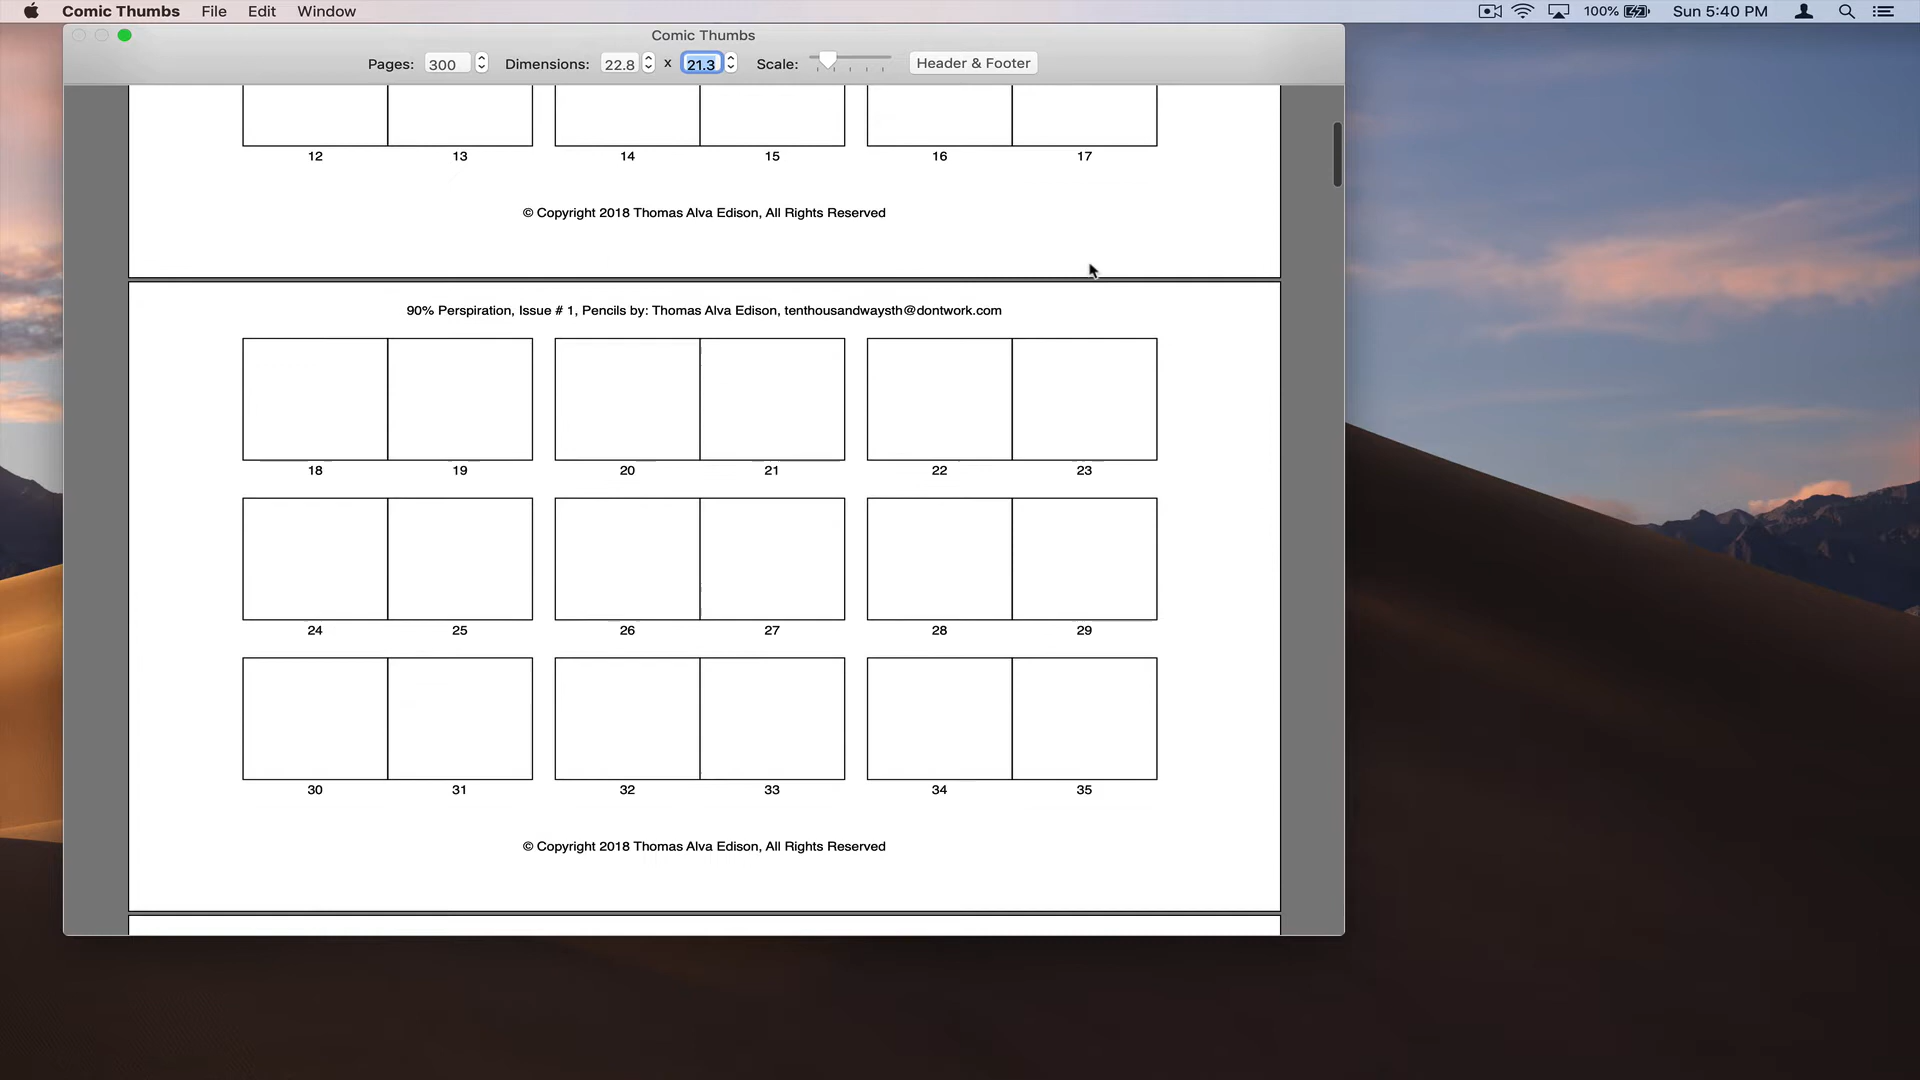 Comic Thumbs File Edit Window 100% Sun 5:40 PM
Comic Thumbs
Pages: 300 Dimensions: 22.8 x 21.3 Scale: Header & Footer
12 13 14 15 16 17
© Copyright 2018 Thomas Alva Edison, All Rights Reserved
90% Perspiration, Issue # 1, Pencils by: Thomas Alva Edison, tenthousandwaysth@dontwork.com
18 19 20 21 22 23
24 25 26 27 28 29
30 31 32 33 34 35
© Copyright 2018 Thomas Alva Edison, All Rights Reserved